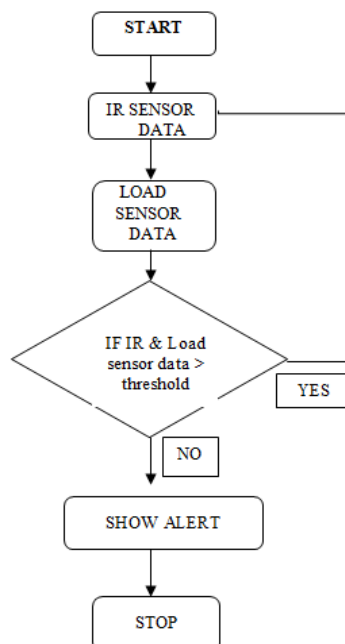 START
IR SENSOR
DATA
LOAD
SENSOR
DATA
IF IR & Load
sensor data >
threshold
YES
NO
SHOW ALERT
STOP